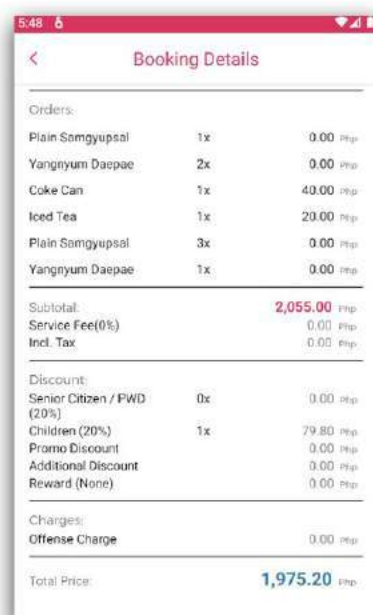 5:48
Booking Details
Orders:
Plain Samgyupsal 1x 0.00 Php
Yangnyum Daepae 2x 0.00 Php
Coke Can 1x 40.00 Php
Iced Tea 1x 20.00 Php
Plain Samgyupsal 3x 0.00 Php
Yangnyum Daepae 1x 0.00 Php
Subtotal: 2,055.00 Php
Service Fee(0%) 0.00 Php
Incl. Tax 0.00 Php
Discount:
Senior Citizen / PWD 0x 0.00 Php
(20%)
Children (20%) 1x 79.80 Php
Promo Discount 0.00 Php
Additional Discount 0.00 Php
Reward (None) 0.00 Php
Charges:
Offense Charge 0.00 Php
Total Price: 1,975.20 Php